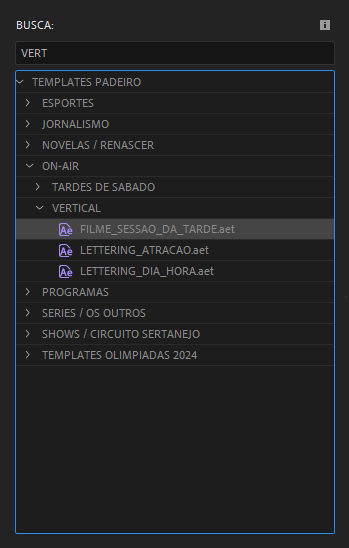 BUSCA:
VERT
TEMPLATES PADEIRO
ESPORTES
JORNALISMO
NOVELAS / RENASCER
ON-AIR
TARDES DE SABADO
VERTICAL
Ae FILME_SESSAO_DA_TARDE.aet
Ae LETTERING_ATRACAO.aet
Ae LETTERING_DIA_HORA.aet
PROGRAMAS
SERIES / OS OUTROS
SHOWS / CIRCUITO SERTANEJO
TEMPLATES OLIMPIADAS 2024